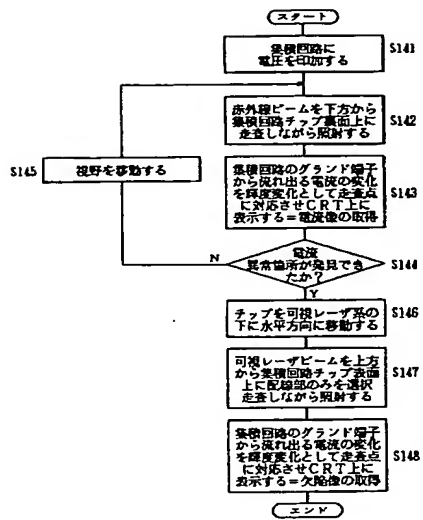 スタート
集積回路に
電圧を印加する
S141
赤外線ビームを下方から
集積回路チップ裏面上に
走査しながら照射する
S142
S145
視野を移動する
集積回路のグランド端子
から流れ出る電流の変化
を輝度変化として走査点
に対応させCRT上に
表示する=電流像の取得
S143
電流
異常箇所が発見でき
たか?
S144
N
Y
チップを可視レーザ系の
下に水平方向に移動する
S146
可視レーザビームを上方
から集積回路チップ表面
上に配線部のみを選択
走査しながら照射する
S147
集積回路のグランド端子
から流れ出る電流の変化
を輝度変化として走査点
に対応させCRT上に
表示する=欠陥像の取得
S148
エンド